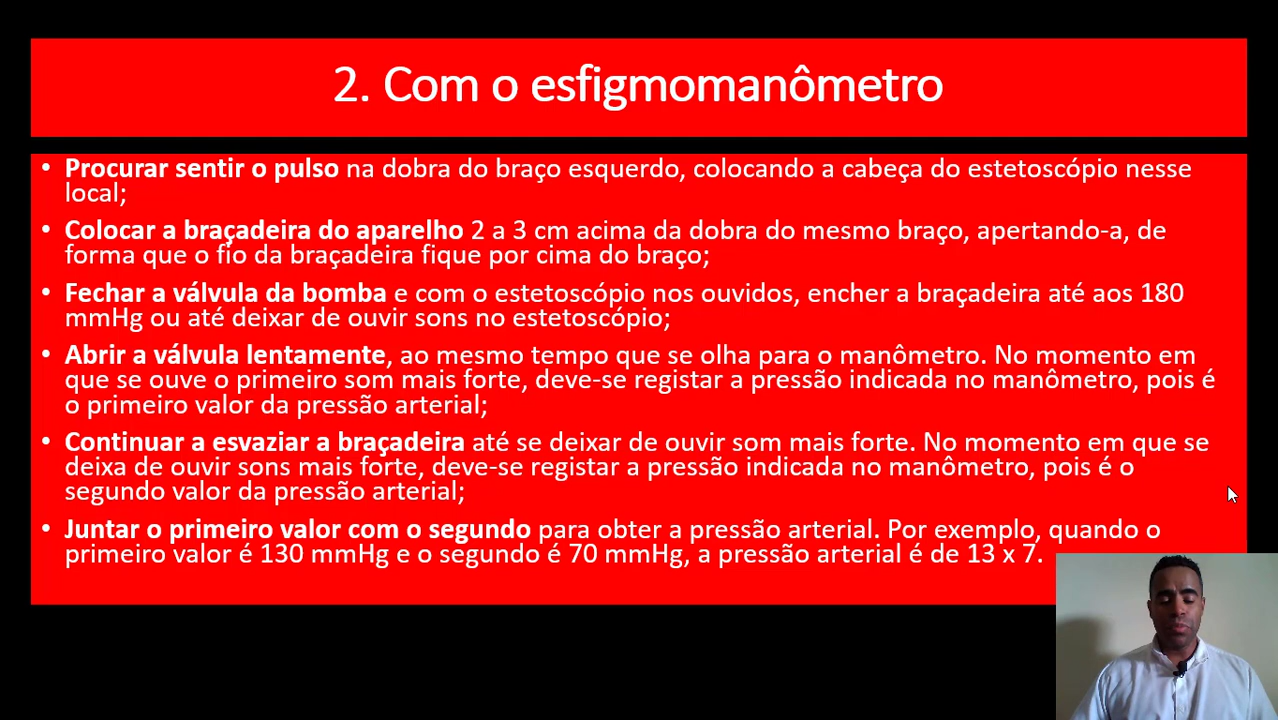 2. Com o esfigmomanômetro
• Procurar sentir o pulso na dobra do braço esquerdo, colocando a cabeça do estetoscópio nesse
local;
• Colocar a braçadeira do aparelho 2 a 3 cm acima da dobra do mesmo braço, apertando-a, de
forma que o fio da braçadeira fique por cima do braço;
• Fechar a válvula da bomba e com o estetoscópio nos ouvidos, encher a braçadeira até aos 180
mmHg ou até deixar de ouvir sons no estetoscópio;
• Abrir a válvula lentamente, ao mesmo tempo que se olha para o manômetro. No momento em
que se ouve o primeiro som mais forte, deve-se registar a pressão indicada no manômetro, pois é
o primeiro valor da pressão arterial;
• Continuar a esvaziar a braçadeira até se deixar de ouvir som mais forte. No momento em que se
deixa de ouvir sons mais forte, deve-se registar a pressão indicada no manômetro, pois é o
segundo valor da pressão arterial;
• Juntar o primeiro valor com o segundo para obter a pressão arterial. Por exemplo, quando o
primeiro valor é 130 mmHg e o segundo é 70 mmHg, a pressão arterial é de 13 x 7.